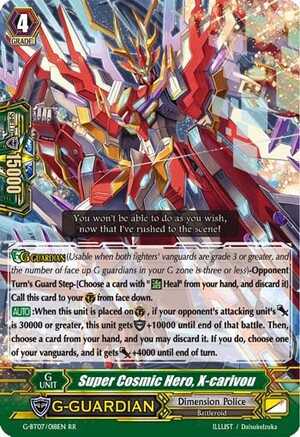 4
GRADE
15000
You won't be able to do as you wish,
now that I've rushed to the scene!
G GUARDIAN (Usable when both fighters' vanguards are grade 3 or greater, and
the number of face up G guardians in your G zone is three or less)-Opponent
Turn's Guard Step-[Choose a card with "Heal" from your hand, and discard it]
Call this card to your G from face down.
AUTO:When this unit is placed on G, if your opponent's attacking unit's
is 30000 or greater, this unit gets +10000 until end of that battle. Then,
choose a card from your hand, and you may discard it. If you do, choose one
of your vanguards, and it gets +4000 until end of turn.
G
UNIT
Super Cosmic Hero, X-carivou
G-GUARDIAN
Dimension Police
Battleroid
G-BT07/018EN RR
ILLUST / DaisukeIzuka